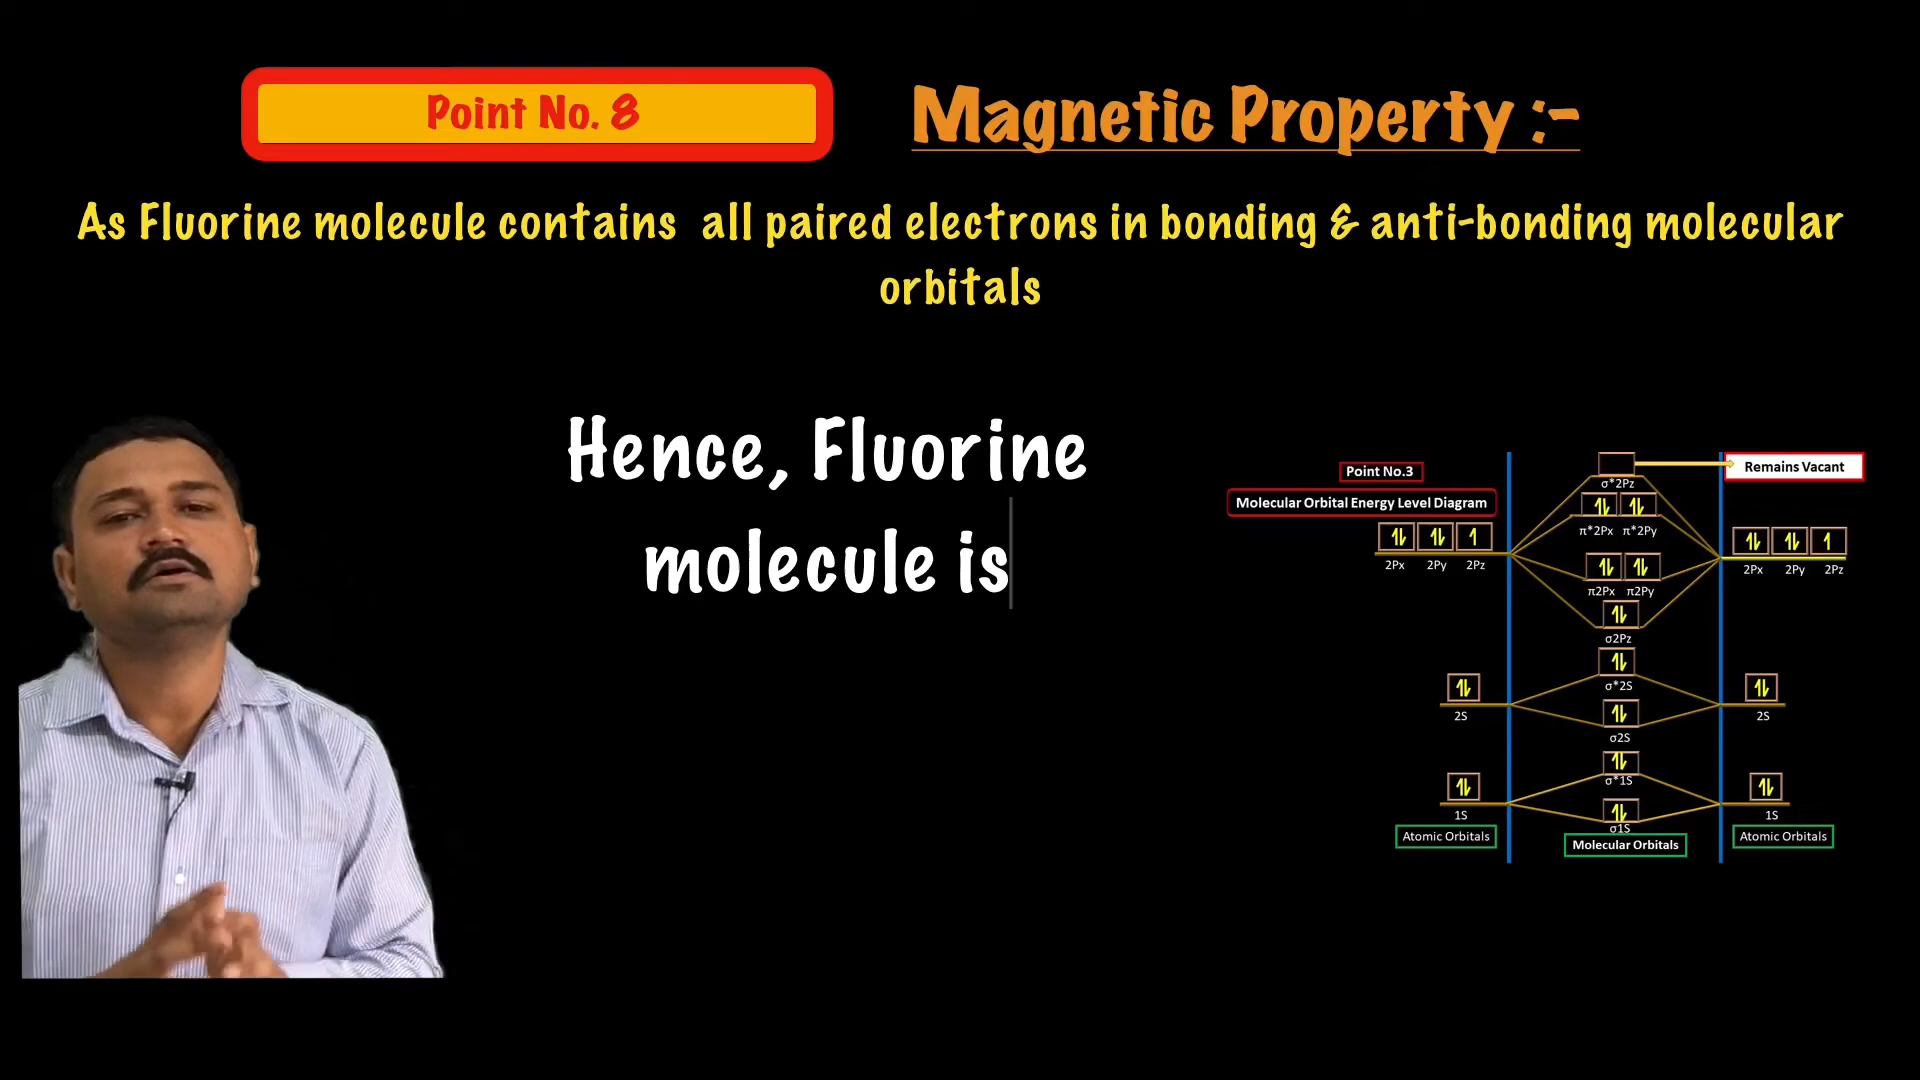 Point No. 8
Magnetic Property :-
As Fluorine molecule contains all paired electrons in bonding & anti-bonding molecular
orbitals
Hence, Fluorine
molecule is
Point No.3
Molecular Orbital Energy Level Diagram
Remains Vacant
σ*2Pz
π*2Px π*2Py
2Px 2Py 2Pz
2Px 2Py 2Pz
π2Px π2Py
σ2Pz
σ*2S
2S
2S
σ2S
σ*1S
1S
1S
σ1S
Atomic Orbitals
Molecular Orbitals
Atomic Orbitals